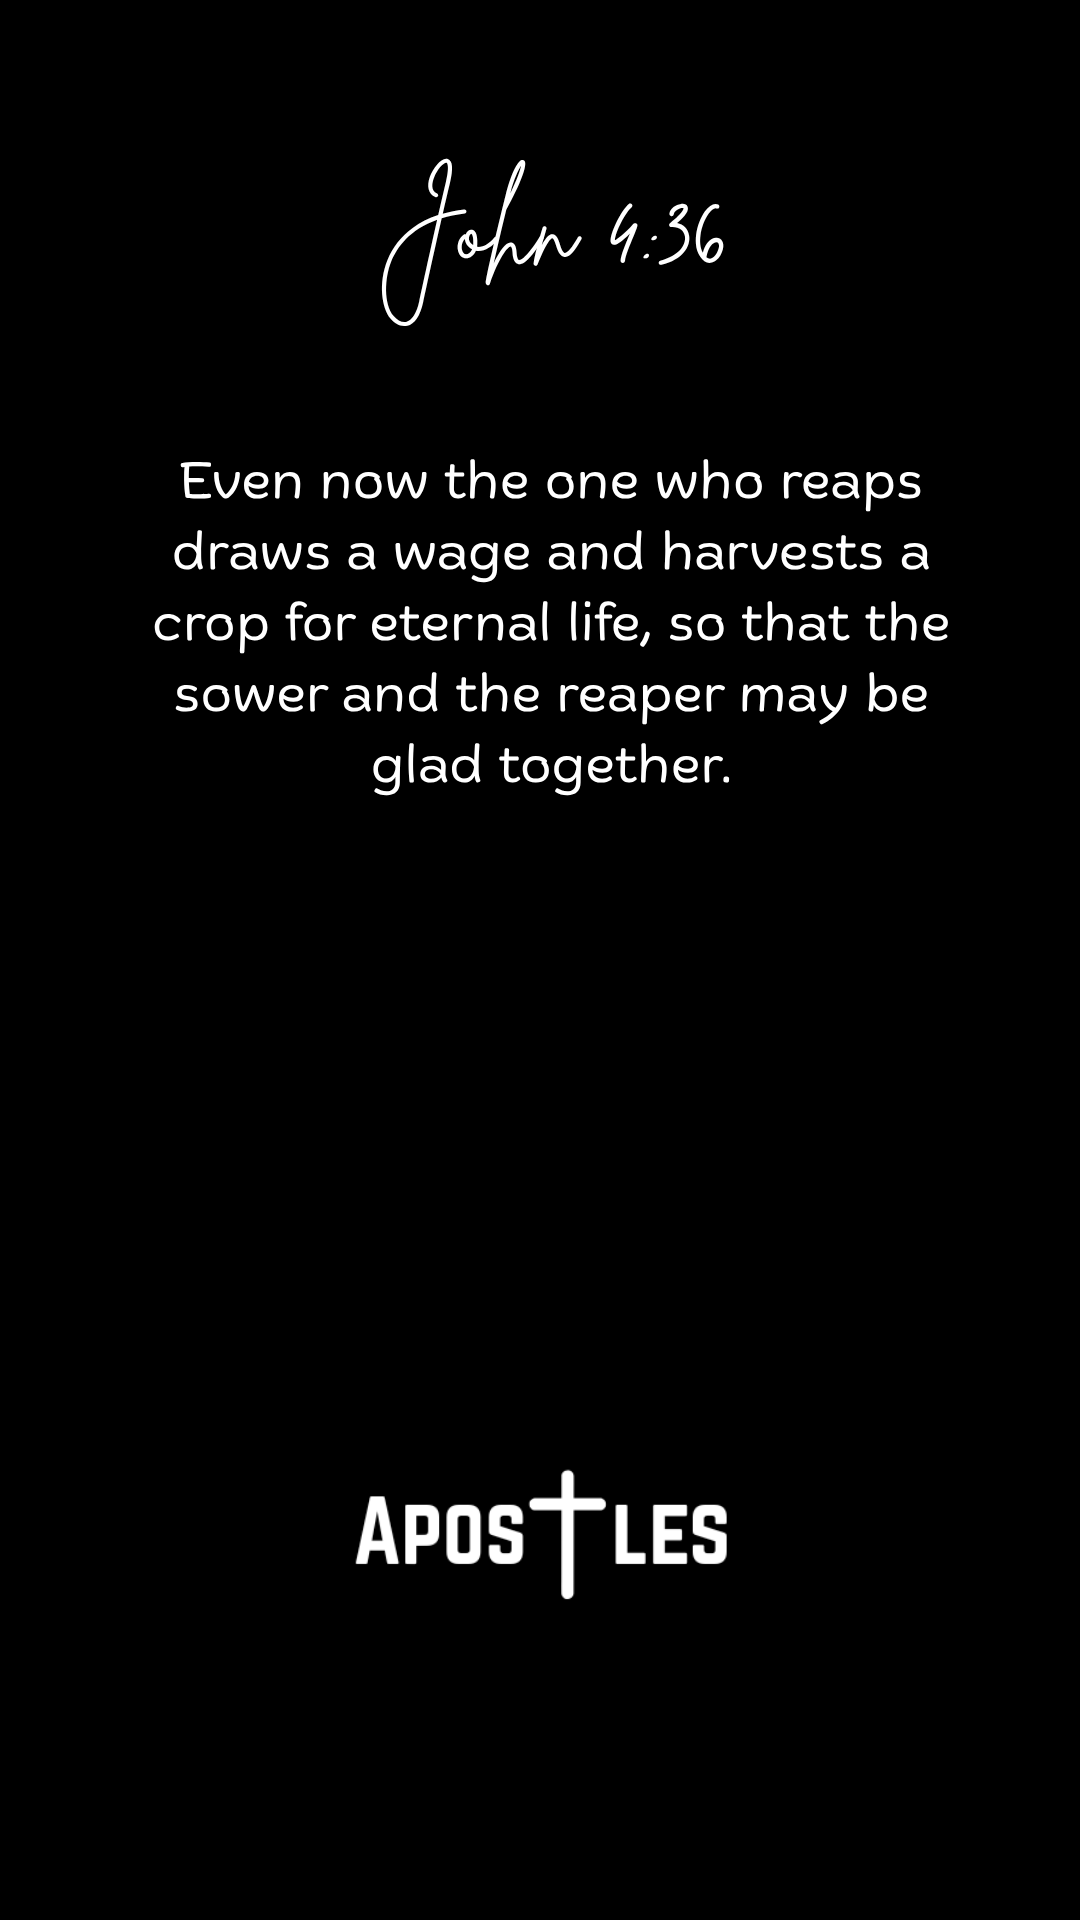 John 4:36
Even now the one who reaps
draws a wage and harvests a
crop for eternal life, so that the
sower and the reaper may be
glad together.
Apostles